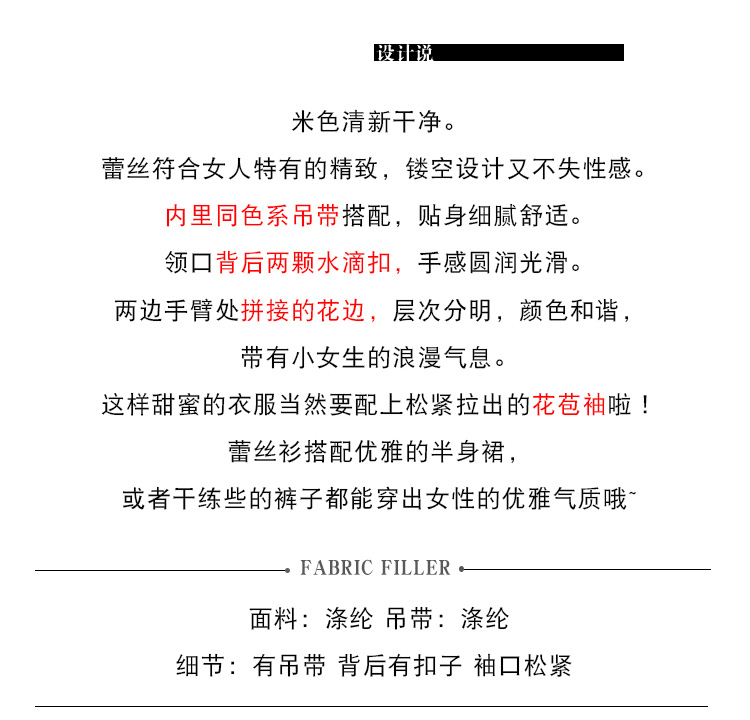 设计说
米色清新干净。
蕾丝符合女人特有的精致，镂空设计又不失性感。
内里同色系吊带搭配，贴身细腻舒适。
领口背后两颗水滴扣，手感圆润光滑。
两边手臂处拼接的花边，层次分明，颜色和谐，
带有小女生的浪漫气息。
这样甜蜜的衣服当然要配上松紧拉出的花苞袖啦！
蕾丝衫搭配优雅的半身裙，
或者干练些的裤子都能穿出女性的优雅气质哦~
FABRIC FILLER
面料：涤纶 吊带：涤纶
细节：有吊带 背后有扣子 袖口松紧